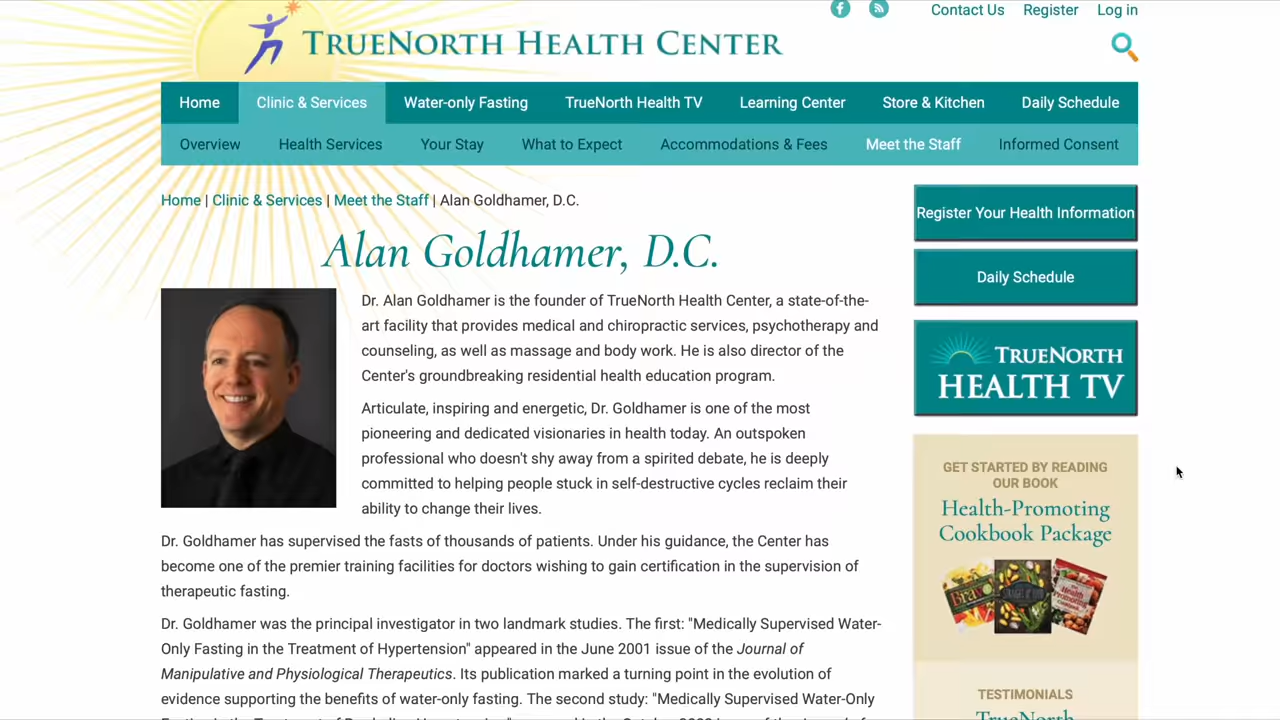 Contact Us Register Log in
TRUENORTH HEALTH CENTER
Home Clinic & Services Water-only Fasting TrueNorth Health TV Learning Center Store & Kitchen Daily Schedule
Overview Health Services Your Stay What to Expect Accommodations & Fees Meet the Staff Informed Consent
Home | Clinic & Services | Meet the Staff | Alan Goldhamer, D.C.
Alan Goldhamer, D.C.
Dr. Alan Goldhamer is the founder of TrueNorth Health Center, a state-of-the-
art facility that provides medical and chiropractic services, psychotherapy and
counseling, as well as massage and body work. He is also director of the
Center's groundbreaking residential health education program.
Articulate, inspiring and energetic, Dr. Goldhamer is one of the most
pioneering and dedicated visionaries in health today. An outspoken
professional who doesn't shy away from a spirited debate, he is deeply
committed to helping people stuck in self-destructive cycles reclaim their
ability to change their lives.
Dr. Goldhamer has supervised the fasts of thousands of patients. Under his guidance, the Center has
become one of the premier training facilities for doctors wishing to gain certification in the supervision of
therapeutic fasting.
Dr. Goldhamer was the principal investigator in two landmark studies. The first: "Medically Supervised Water-
Only Fasting in the Treatment of Hypertension" appeared in the June 2001 issue of the Journal of
Manipulative and Physiological Therapeutics. Its publication marked a turning point in the evolution of
evidence supporting the benefits of water-only fasting. The second study: "Medically Supervised Water-Only
Register Your Health Information
Daily Schedule
TRUENORTH
HEALTH TV
GET STARTED BY READING
OUR BOOK
Health-Promoting
Cookbook Package
Bravo
TESTIMONIALS
TrueNorth